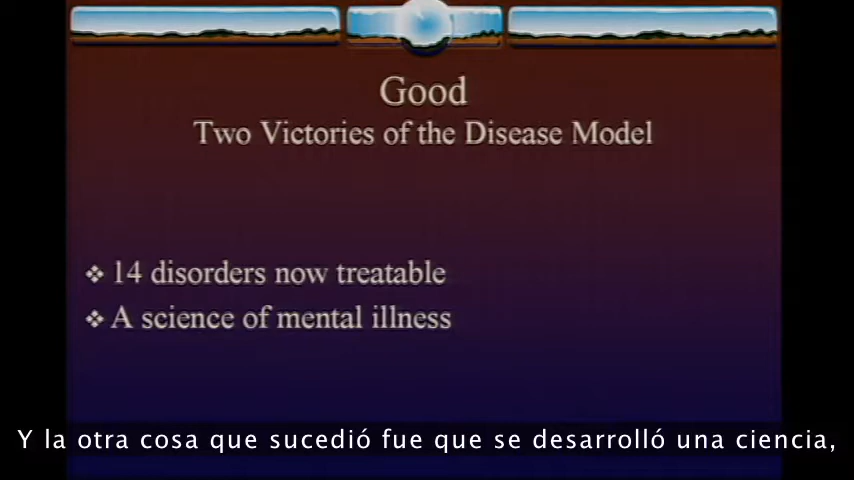 Good
Two Victories of the Disease Model
❖ 14 disorders now treatable
❖ A science of mental illness
Y la otra cosa que sucedió fue que se desarrolló una ciencia,